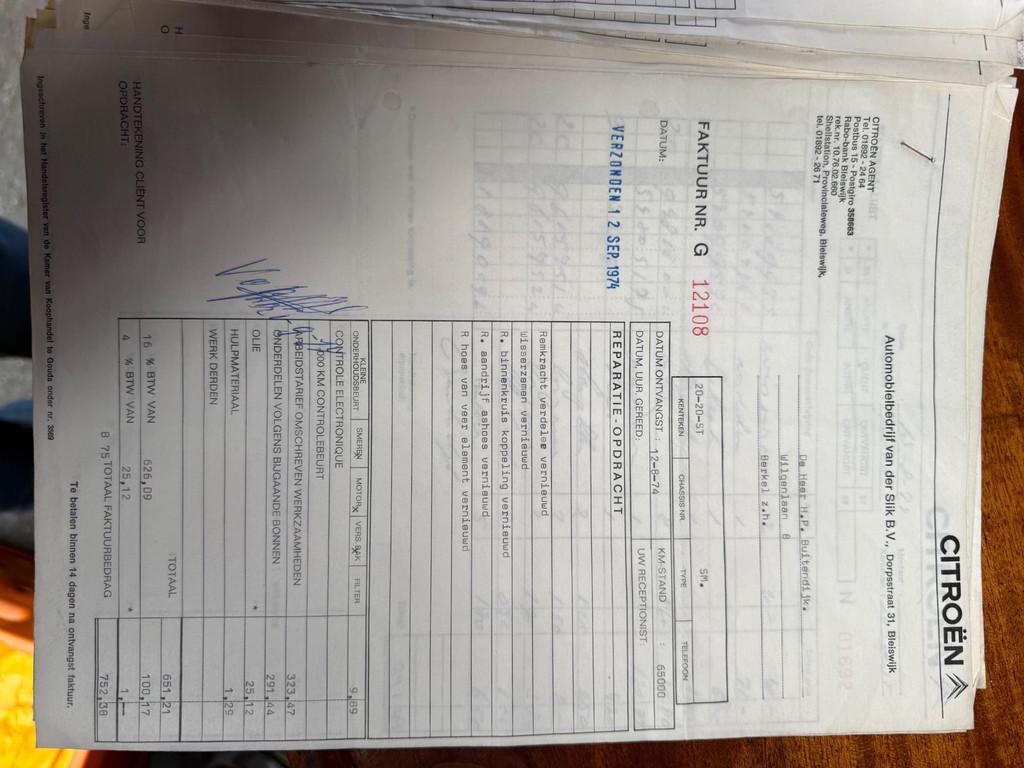 CITROËN
Automobielbedrijf van der Slik B.V., Dorpsstraat 31, Bleiswijk
CITROËN AGENT
Tel. 01892 - 24 64
Postbus 15 - Postgiro 358663
Rabo-bank Bleiswijk
rek.nr. 10.76.02.660
Shellstation, Provincialeweg, Bleiswijk,
tel. 01892 - 26 71
De Heer H.P. Buitendijk.
Wilgenlaan 8
Berkel z.h.
FAKTUUR NR. G 12108
20-20-ST SM.
KENTEKEN CHASSIS NR. TYPE TELEFOON
DATUM:
DATUM ONTVANGST : 12-8-74 KM-STAND : 65000
DATUM, UUR GEREED: UW RECEPTIONIST:
VERZONDEN 12 SEP. 1974
REPARATIE-OPDRACHT
Remkracht verdeler vernieuwd
Wisserzemen vernieuwd
R. binnenkruis koppeling vernieuwd
R. aandrijf ashoes vernieuwd
R hoes van veer element vernieuwd
KLEINE ONDERHOUDSBEURT SMEREN MOTOR VERS.BAK FILTER 9,89
CONTROLE ELECTRONIQUE
1000 KM CONTROLEBEURT
ARBEIDSTARIEF OMSCHREVEN WERKZAAMHEDEN 323,47
ONDERDELEN VOLGENS BIJGAANDE BONNEN 291,44
OLIE * 25,12
HULPMATERIAAL 1,29
WERK DERDEN
TOTAAL 651,21
16 % BTW VAN 626,09 100,17
4 % BTW VAN 25,12 * 1,--
B 75 TOTAAL FAKTUURBEDRAG 752,38
HANDTEKENING CLIËNT VOOR
OPDRACHT:
Te betalen binnen 14 dagen na ontvangst faktuur.
Ingeschreven in het Handelsregister van de Kamer van Koophandel te Gouda onder nr. 3669